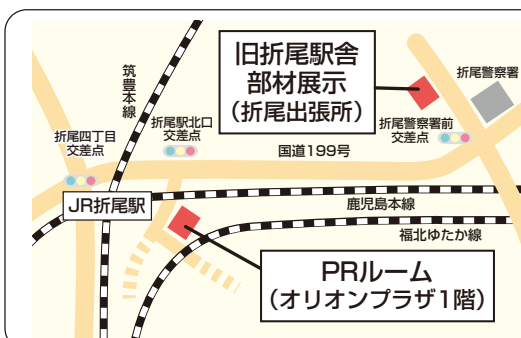 旧折尾駅舎
部材展示
(折尾出張所)
折尾警察署
筑豊本線
折尾四丁目
交差点
折尾駅北口
交差点
折尾警察署前
交差点
国道199号
JR折尾駅
鹿児島本線
福北ゆたか線
PRルーム
(オリオンプラザ1階)